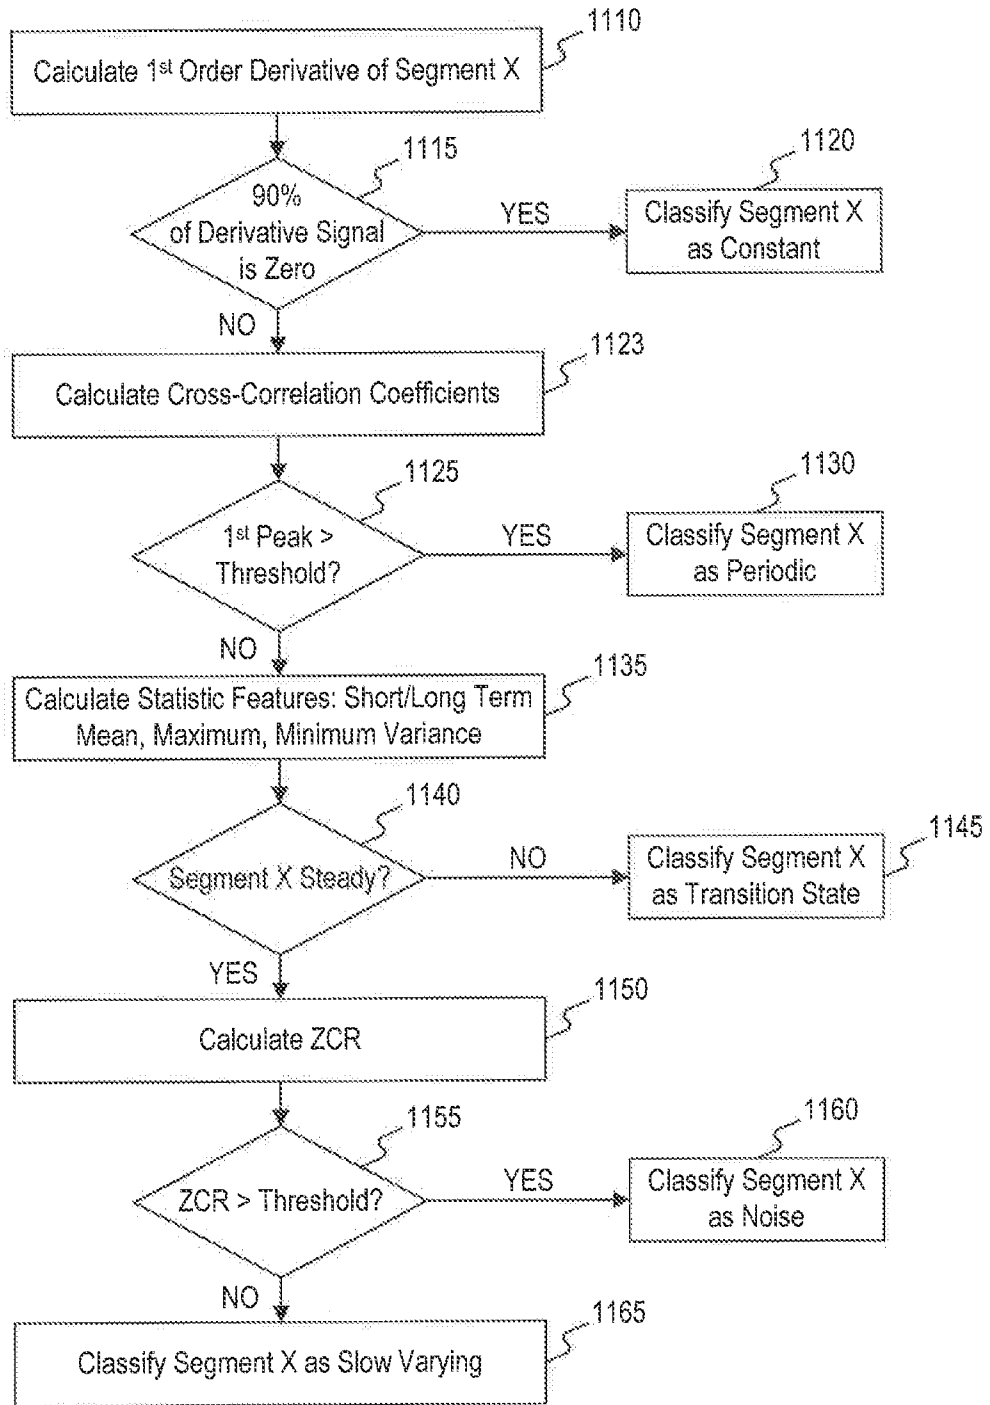 1110
Calculate 1st Order Derivative of Segment X
1115
90%
of Derivative Signal
is Zero
YES
1120
Classify Segment X
as Constant
NO
1123
Calculate Cross-Correlation Coefficients
1125
1st Peak >
Threshold?
YES
1130
Classify Segment X
as Periodic
NO
1135
Calculate Statistic Features: Short/Long Term
Mean, Maximum, Minimum Variance
1140
Segment X Steady?
NO
1145
Classify Segment X
as Transition State
YES
1150
Calculate ZCR
1155
ZCR > Threshold?
YES
1160
Classify Segment X
as Noise
NO
1165
Classify Segment X as Slow Varying